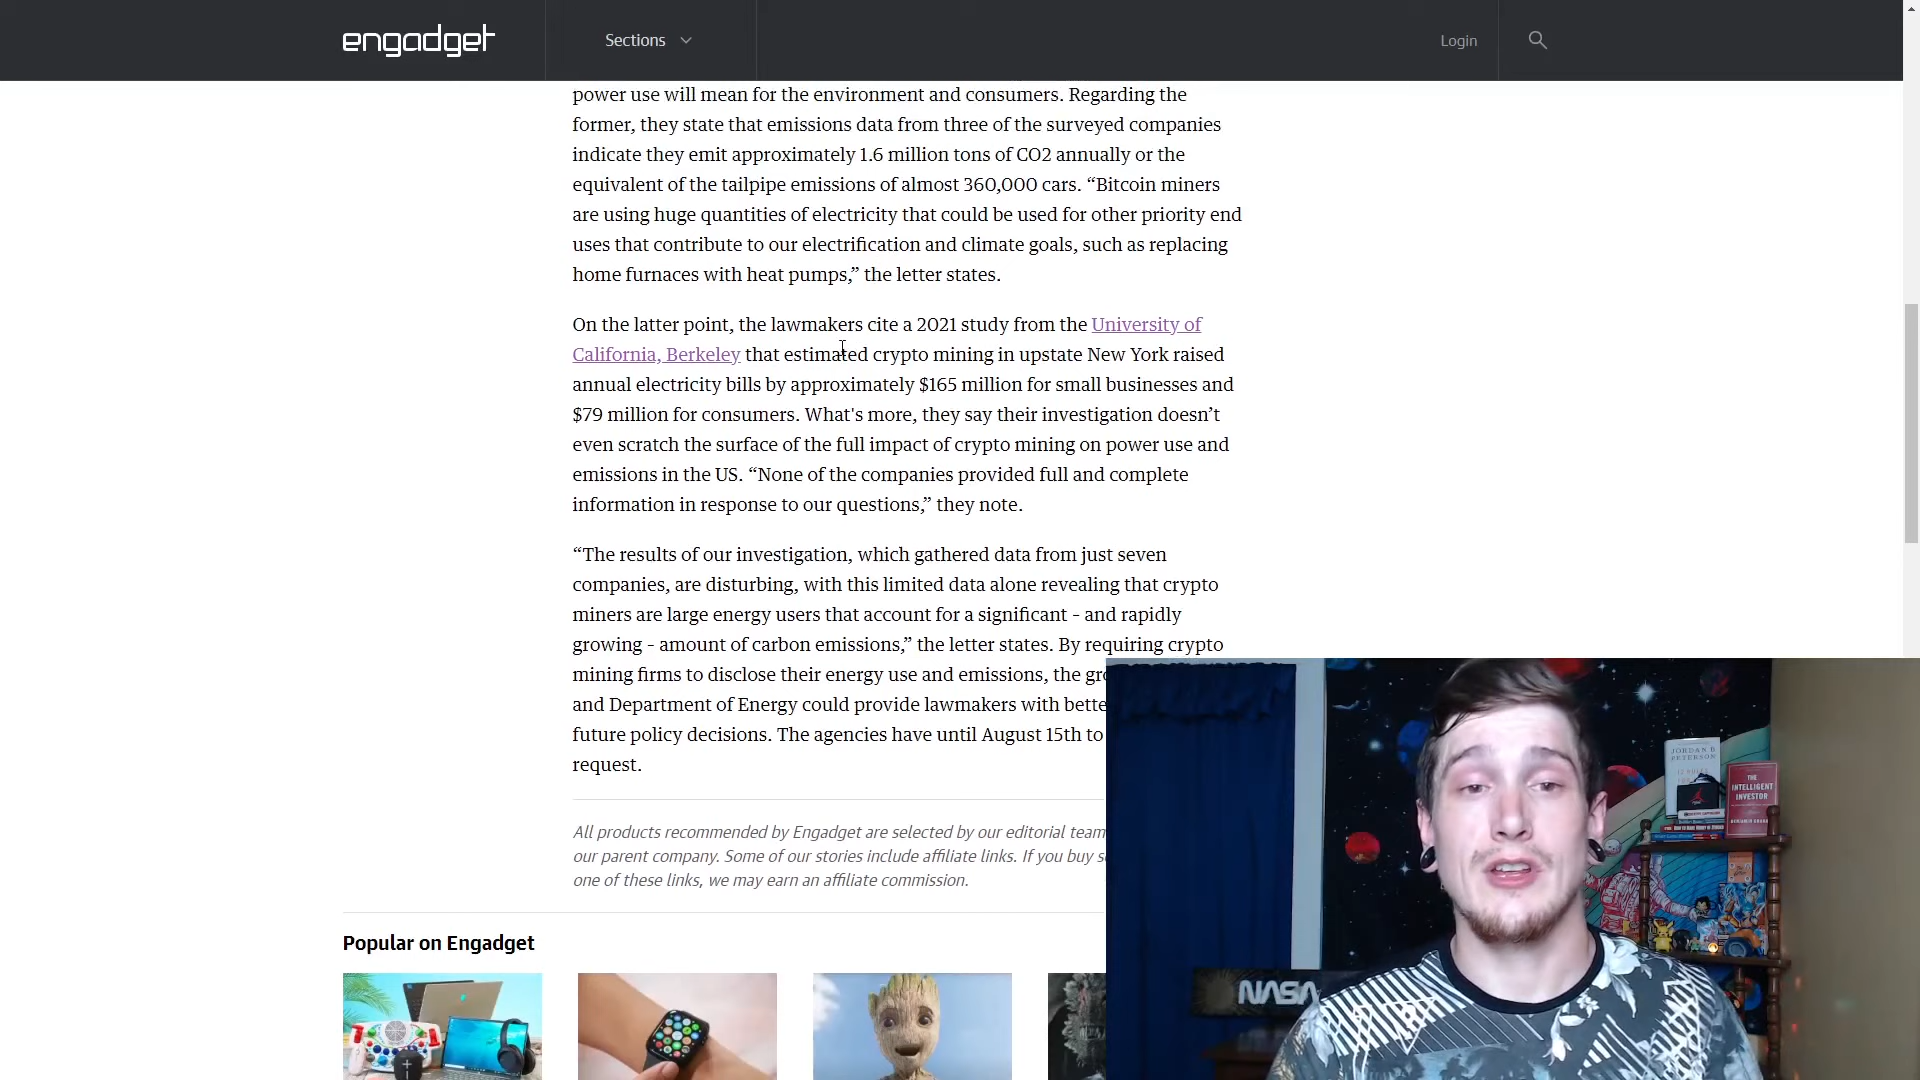 engadget
Sections
Login
power use will mean for the environment and consumers. Regarding the
former, they state that emissions data from three of the surveyed companies
indicate they emit approximately 1.6 million tons of CO2 annually or the
equivalent of the tailpipe emissions of almost 360,000 cars. “Bitcoin miners
are using huge quantities of electricity that could be used for other priority end
uses that contribute to our electrification and climate goals, such as replacing
home furnaces with heat pumps,” the letter states.
On the latter point, the lawmakers cite a 2021 study from the University of
California, Berkeley that estimated crypto mining in upstate New York raised
annual electricity bills by approximately $165 million for small businesses and
$79 million for consumers. What's more, they say their investigation doesn’t
even scratch the surface of the full impact of crypto mining on power use and
emissions in the US. “None of the companies provided full and complete
information in response to our questions,” they note.
“The results of our investigation, which gathered data from just seven
companies, are disturbing, with this limited data alone revealing that crypto
miners are large energy users that account for a significant – and rapidly
growing – amount of carbon emissions,” the letter states. By requiring crypto
mining firms to disclose their energy use and emissions, the
and Department of Energy could provide lawmakers with
future policy decisions. The agencies have until August 15th to
request.
All products recommended by Engadget are selected by our editorial team
our parent company. Some of our stories include affiliate links. If you buy
one of these links, we may earn an affiliate commission.
Popular on Engadget
JORDAN B
PETERSON
THE
INTELLIGENT
INVESTOR
NASA